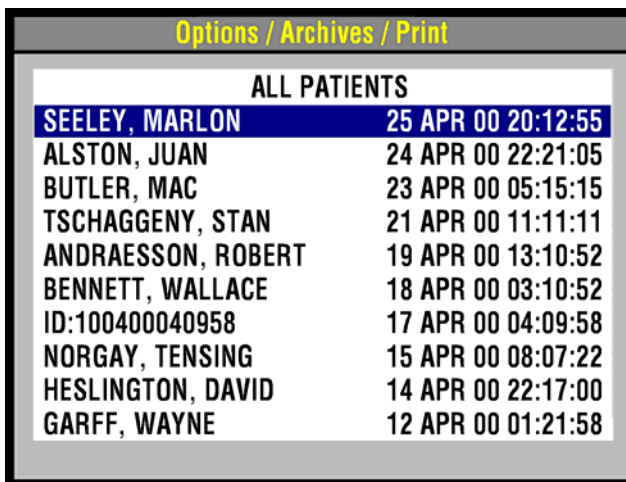 Options / Archives / Print
ALL PATIENTS
SEELEY, MARLON 25 APR 00 20:12:55
ALSTON, JUAN 24 APR 00 22:21:05
BUTLER, MAC 23 APR 00 05:15:15
TSCHAGGENY, STAN 21 APR 00 11:11:11
ANDRAESSON, ROBERT 19 APR 00 13:10:52
BENNETT, WALLACE 18 APR 00 03:10:52
ID:100400040958 17 APR 00 04:09:58
NORGAY, TENSING 15 APR 00 08:07:22
HESLINGTON, DAVID 14 APR 00 22:17:00
GARFF, WAYNE 12 APR 00 01:21:58